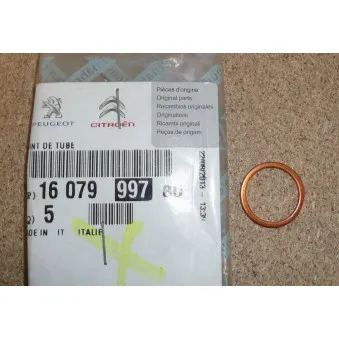 Pièces d'origine
Original parts
Recambios originales
Originalteile
Ricambi originali
Peças de origem
PEUGEOT
CITROËN
NT DE TUBE
P) 16 079 997 80
Q) 5
DE IN IT ITALIE